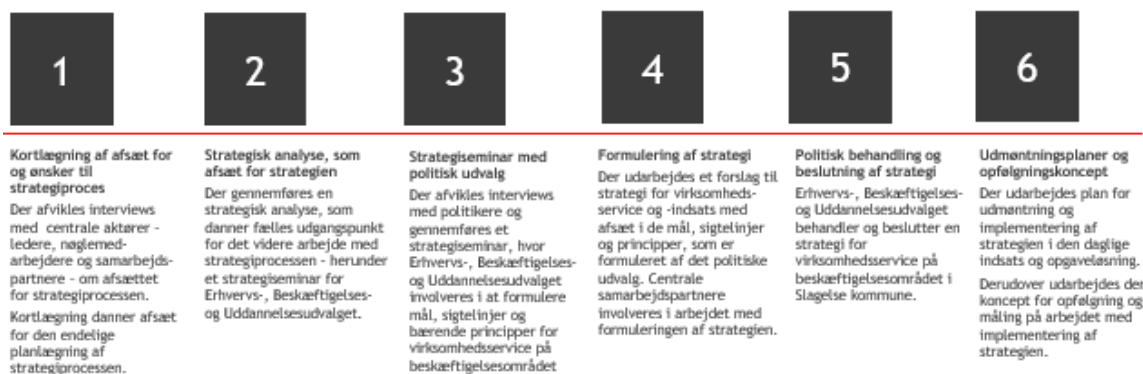 1
Kortlægning af afsæt for
og ønsker til
strategiproces
Der afvikles interviews
med centrale aktører -
ledere, nøglemed-
arbejdere og samarbejds-
partnere - om afsættet
for strategiprocessen.
Kortlægning danner afsæt
for den endelige
planlægning af
strategiprocessen.
2
Strategisk analyse, som
afsæt for strategien
Der gennemføres en
strategisk analyse, som
danner fælles udgangspunkt
for det videre arbejde med
strategiprocessen - herunder
et strategiseminar for
Erhvervs-, Beskæftigelses-
og Uddannelsesudvalget.
3
Strategiseminar med
politisk udvalg
Der afvikles interviews
med politikere og
gennemføres et
strategiseminar, hvor
Erhvervs-, Beskæftigelses-
og Uddannelsesudvalget
involveres i at formulere
mål, sigtelinjer og
bærende principper for
virksomhedsservice på
beskæftigelsesområdet
4
Formulering af strategi
Der udarbejdes et forslag til
strategi for virksomheds-
service og -indsats med
afsæt i de mål, sigtelinjer
og principper, som er
formuleret af det politiske
udvalg. Centrale
samarbejdspartnere
involveres i arbejdet med
formuleringen af strategien.
5
Politisk behandling og
beslutning af strategi
Erhvervs-, Beskæftigelses-
og Uddannelsesudvalget
behandler og beslutter en
strategi for
virksomhedsservice på
beskæftigelsesområdet i
Slagelse kommune.
6
Udmøntningsplaner og
opfølgningskoncept
Der udarbejdes plan for
udmøntning og
implementering af
strategien i den daglige
indsats og opgaveløsning.
Derudover udarbejdes der
koncept for opfølgning og
måling på arbejdet med
implementering af
strategien.